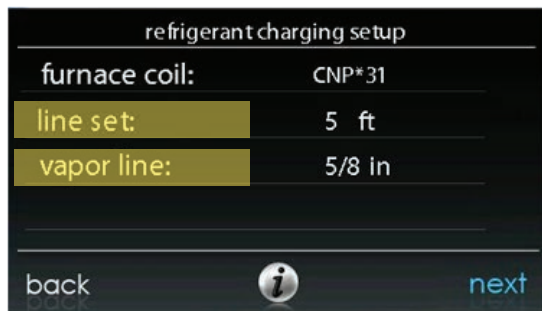 refrigerant charging setup
furnace coil: CNP*31
line set: 5 ft
vapor line: 5/8 in
back i next